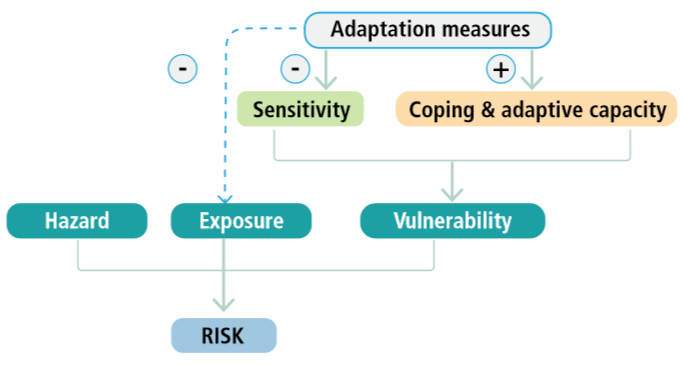 Adaptation measures
-
-
+
Sensitivity
Coping & adaptive capacity
Hazard
Exposure
Vulnerability
RISK